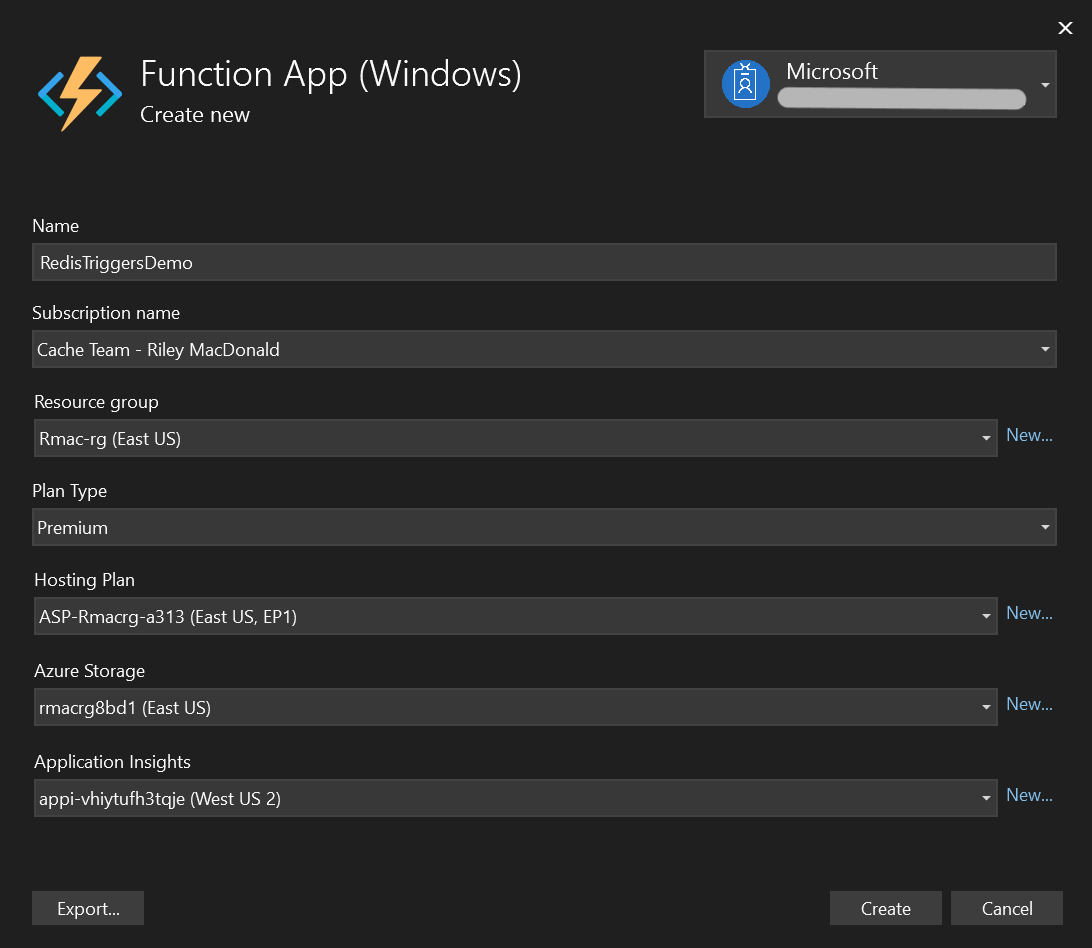 Function App (Windows)
Create new
Microsoft
Name
RedisTriggersDemo
Subscription name
Cache Team - Riley MacDonald
Resource group
Rmac-rg (East US)
New...
Plan Type
Premium
Hosting Plan
ASP-Rmacrg-a313 (East US, EP1)
New...
Azure Storage
rmacrg8bd1 (East US)
New...
Application Insights
appi-vhiytufh3tqje (West US 2)
New...
Export...
Create
Cancel